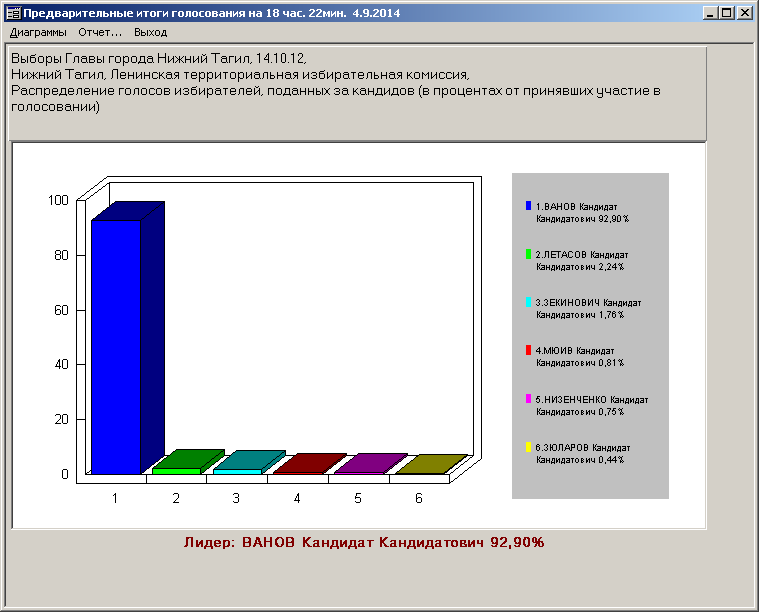 Предварительные итоги голосования на 18 час. 22мин.  4.9.2014
Диаграммы Отчет... Выход
Выборы Главы города Нижний Тагил, 14.10.12,
Нижний Тагил, Ленинская территориальная избирательная комиссия,
Распределение голосов избирателей, поданных за кандидов (в процентах от принявших участие в
голосовании)
100
80
60
40
20
0
1 2 3 4 5 6
1.ВАНОВ Кандидат
Кандидатович 92,90%
2.ЛЕТАСОВ Кандидат
Кандидатович 2,24%
3.ЗЕКИНОВИЧ Кандидат
Кандидатович 1,76%
4.МЮИВ Кандидат
Кандидатович 0,81%
5.НИЗЕНЧЕНКО Кандидат
Кандидатович 0,75%
6.ЗЮЛАРОВ Кандидат
Кандидатович 0,44%
Лидер: ВАНОВ Кандидат Кандидатович 92,90%